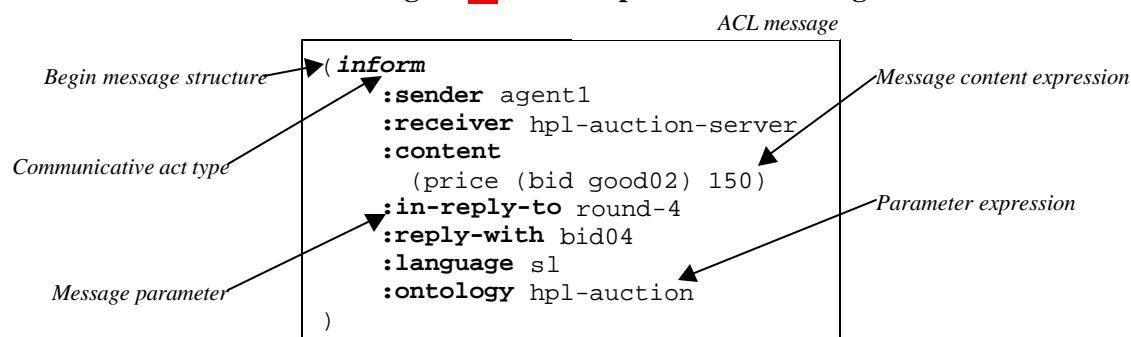 ACL message
Begin message structure
Communicative act type
Message parameter
(inform
:sender agent1
:receiver hpl-auction-server
:content
(price (bid good02) 150)
:in-reply-to round-4
:reply-with bid04
:language sl
:ontology hpl-auction
)
Message content expression
Parameter expression